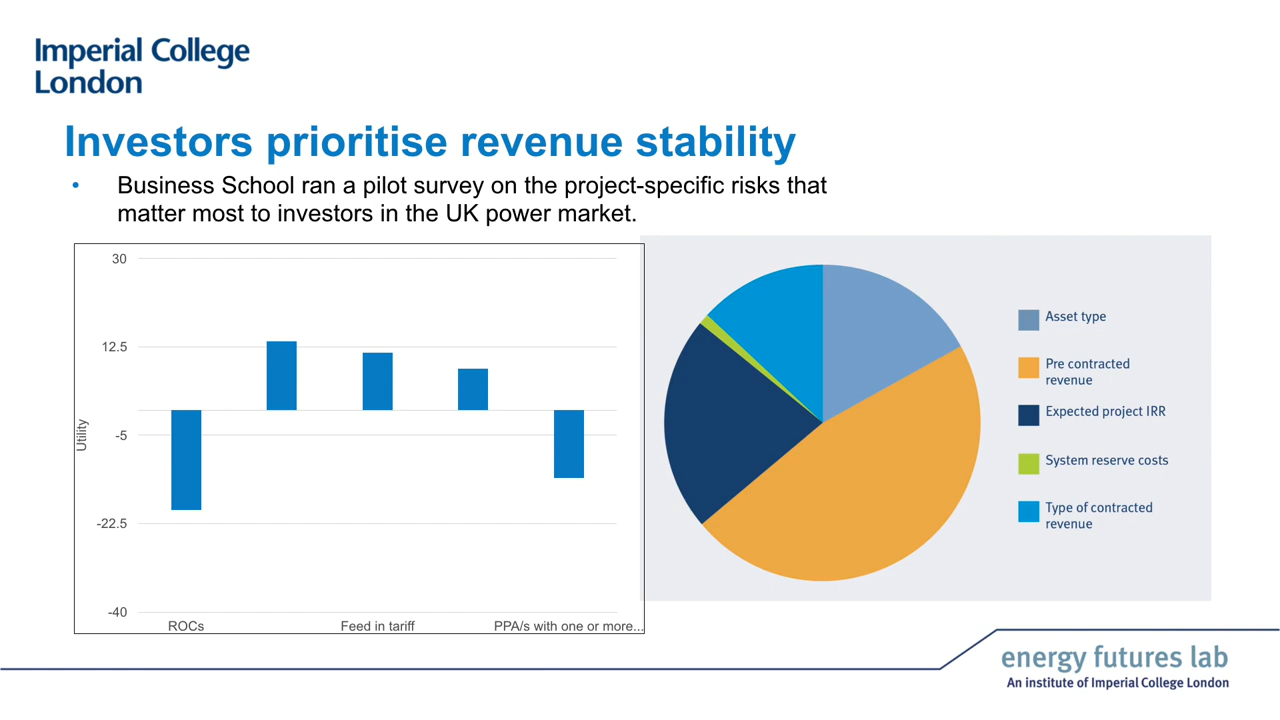 Imperial College
London
Investors prioritise revenue stability
• Business School ran a pilot survey on the project-specific risks that
matter most to investors in the UK power market.
30
12.5
-5
-22.5
-40
Utility
ROCs
Feed in tariff
PPA/s with one or more...
Asset type
Pre contracted
revenue
Expected project IRR
System reserve costs
Type of contracted
revenue
energy futures lab
An institute of Imperial College London